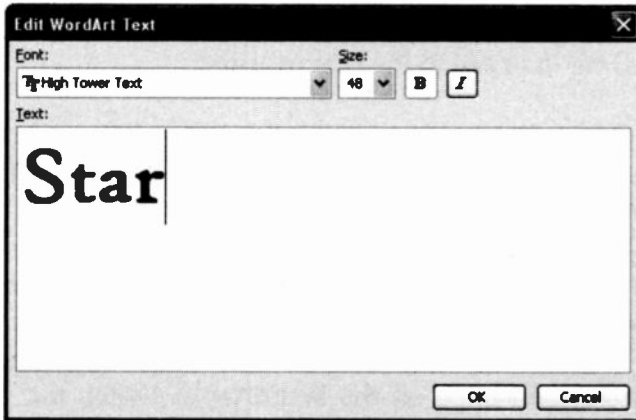 Edit WordArt Text
Font:
Size:
High Tower Text
48
B
I
Text:
Star
OK
Cancel